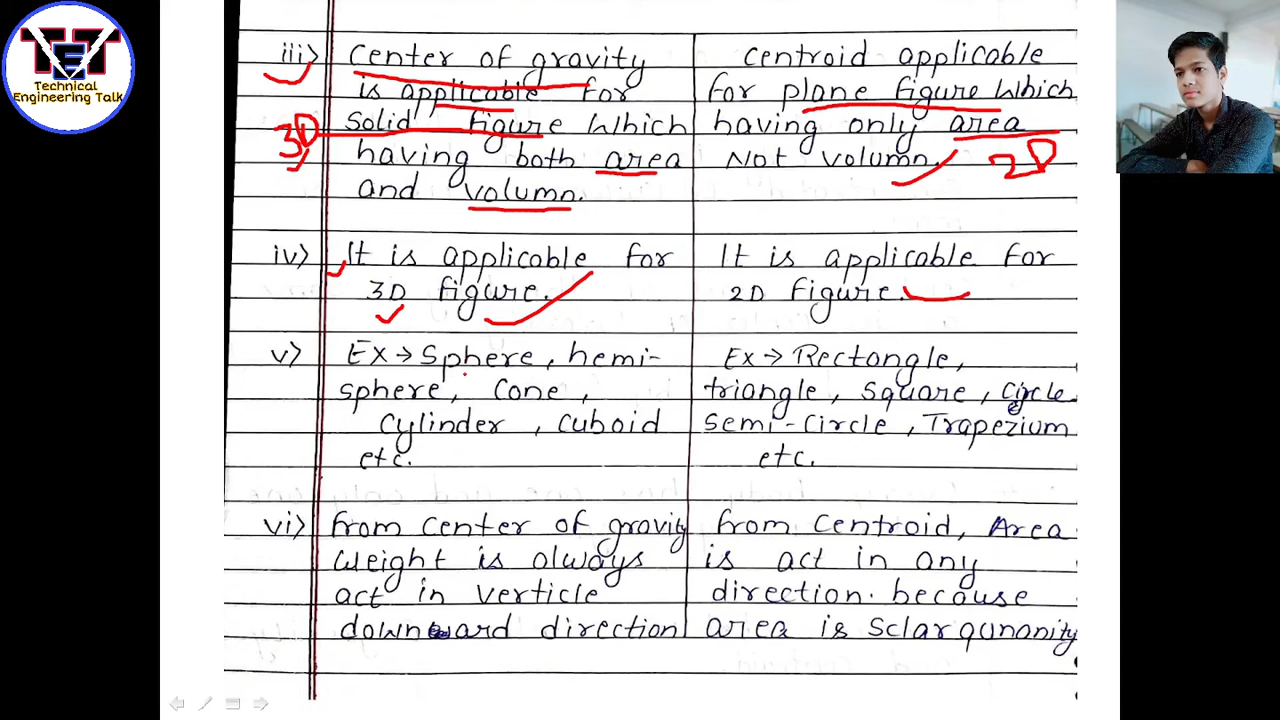 TET
Technical
Engineering Talk
iii) Center of gravity
is applicable for
Solid figure which
having both area
and volumn.
3D
centroid applicable
for plane figure which
having only area
Not volumn.
2D
iv) It is applicable for
3D figure.
It is applicable for
2D figure.
v) Ex → Sphere, hemi-
sphere, Cone,
Cylinder, cuboid
etc.
Ex → Rectangle,
triangle, Square, Circle
Semi-circle, Trapezium
etc.
vi) from center of gravity
Weight is always
act in verticle
downward direction
from centroid, Area
is act in any
direction. because
area is sclar qunanity